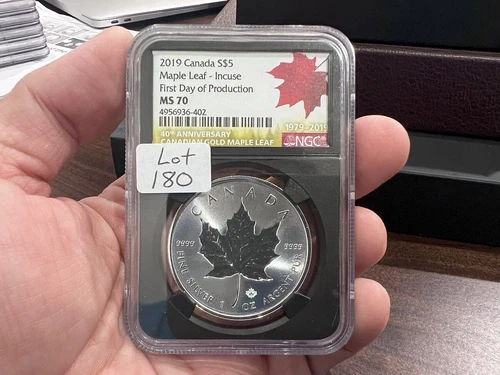 2019 Canada S$5
Maple Leaf - Incuse
First Day of Production
MS 70
4956936-402
1979-2019
40TH ANNIVERSARY
CANADIAN GOLD MAPLE LEAF
NGC
Lot
180
CANADA
9999 9999
FINE SILVER 1 OZ ARGENT PUR